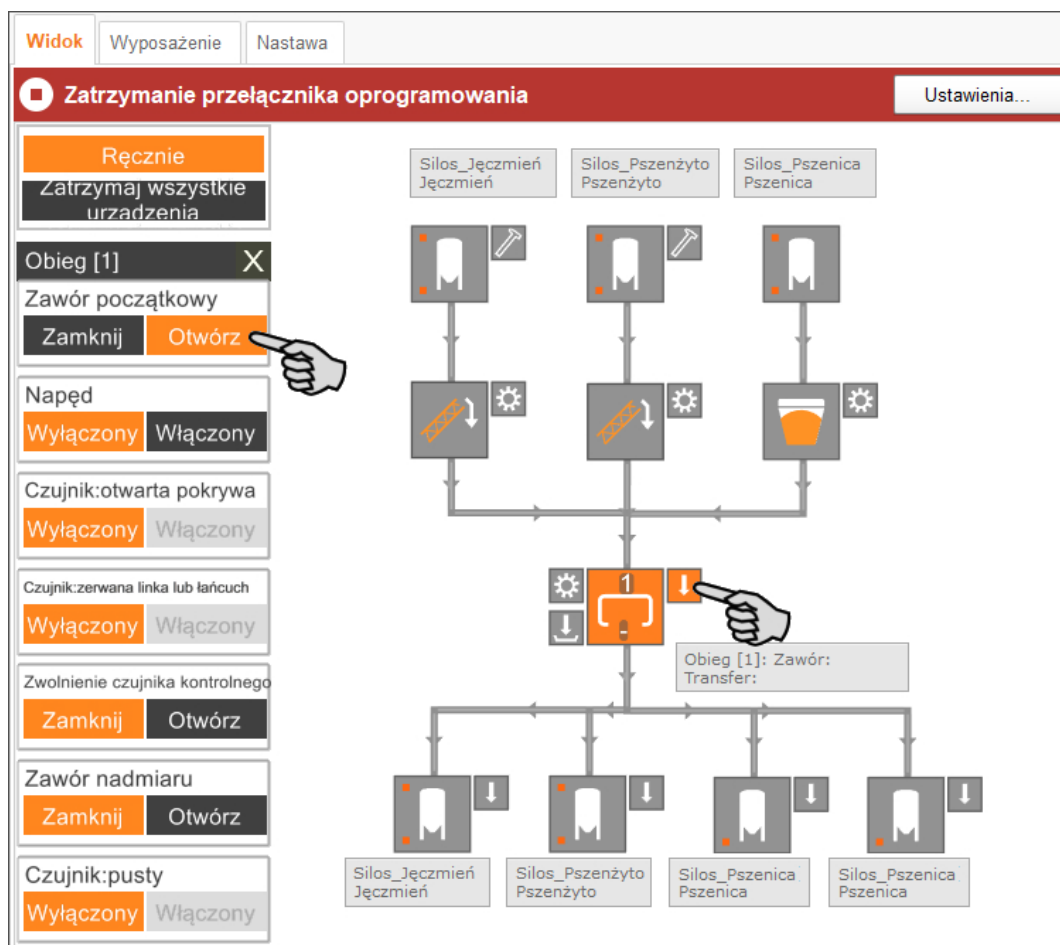 Widok
Wyposażenie
Nastawa
Zatrzymanie przełącznika oprogramowania
Ustawienia...
Ręcznie
Zatrzymaj wszystkie
urzadzenia
Obieg [1]
X
Zawór początkowy
Zamknij
Otwórz
Napęd
Wyłączony
Włączony
Czujnik:otwarta pokrywa
Wyłączony
Włączony
Czujnik:zerwana linka lub łańcuch
Wyłączony
Włączony
Zwolnienie czujnika kontrolnego
Zamknij
Otwórz
Zawór nadmiaru
Zamknij
Otwórz
Czujnik:pusty
Wyłączony
Włączony
Silos_Jęczmień
Jęczmień
Silos_Pszenżyto
Pszenżyto
Silos_Pszenica
Pszenica
1
-
Obieg [1]: Zawór:
Transfer:
Silos_Jęczmień
Jęczmień
Silos_Pszenżyto
Pszenżyto
Silos_Pszenica
Pszenica
Silos_Pszenica
Pszenica